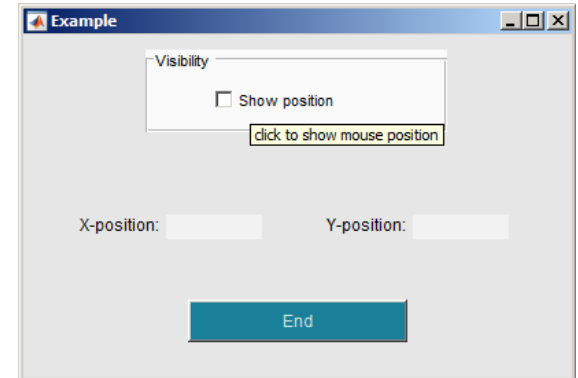 Example
Visibility
Show position
click to show mouse position
X-position:
Y-position:
End